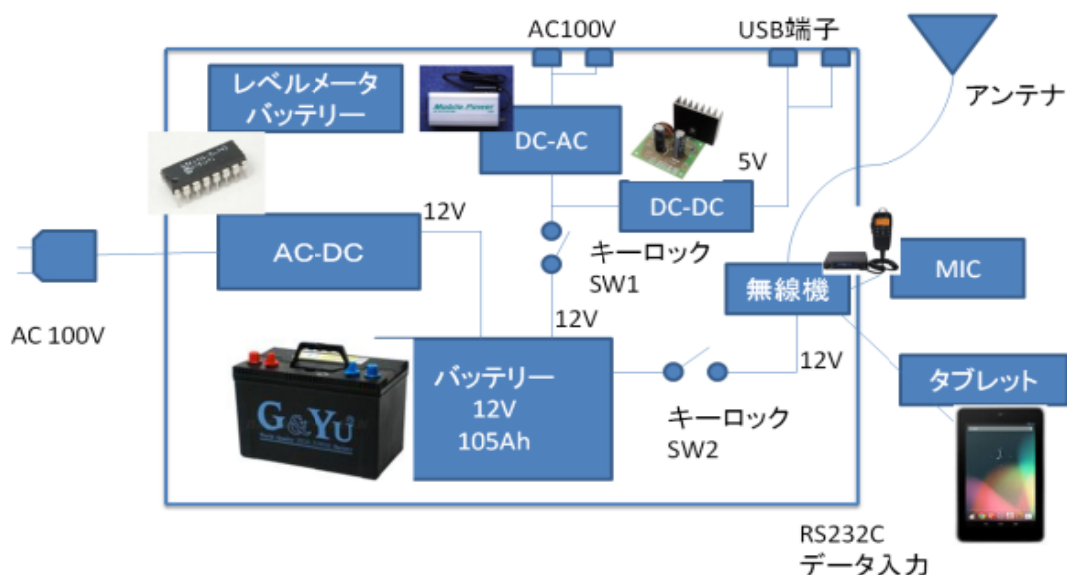 AC100V
USB端子
アンテナ
レベルメータ
バッテリー
Mobile Power
DC-AC
5V
DC-DC
12V
AC-DC
キーロック
SW1
MIC
無線機
AC 100V
12V
12V
バッテリー
12V
105Ah
G&Yu
キーロック
SW2
タブレット
RS232C
データ入力